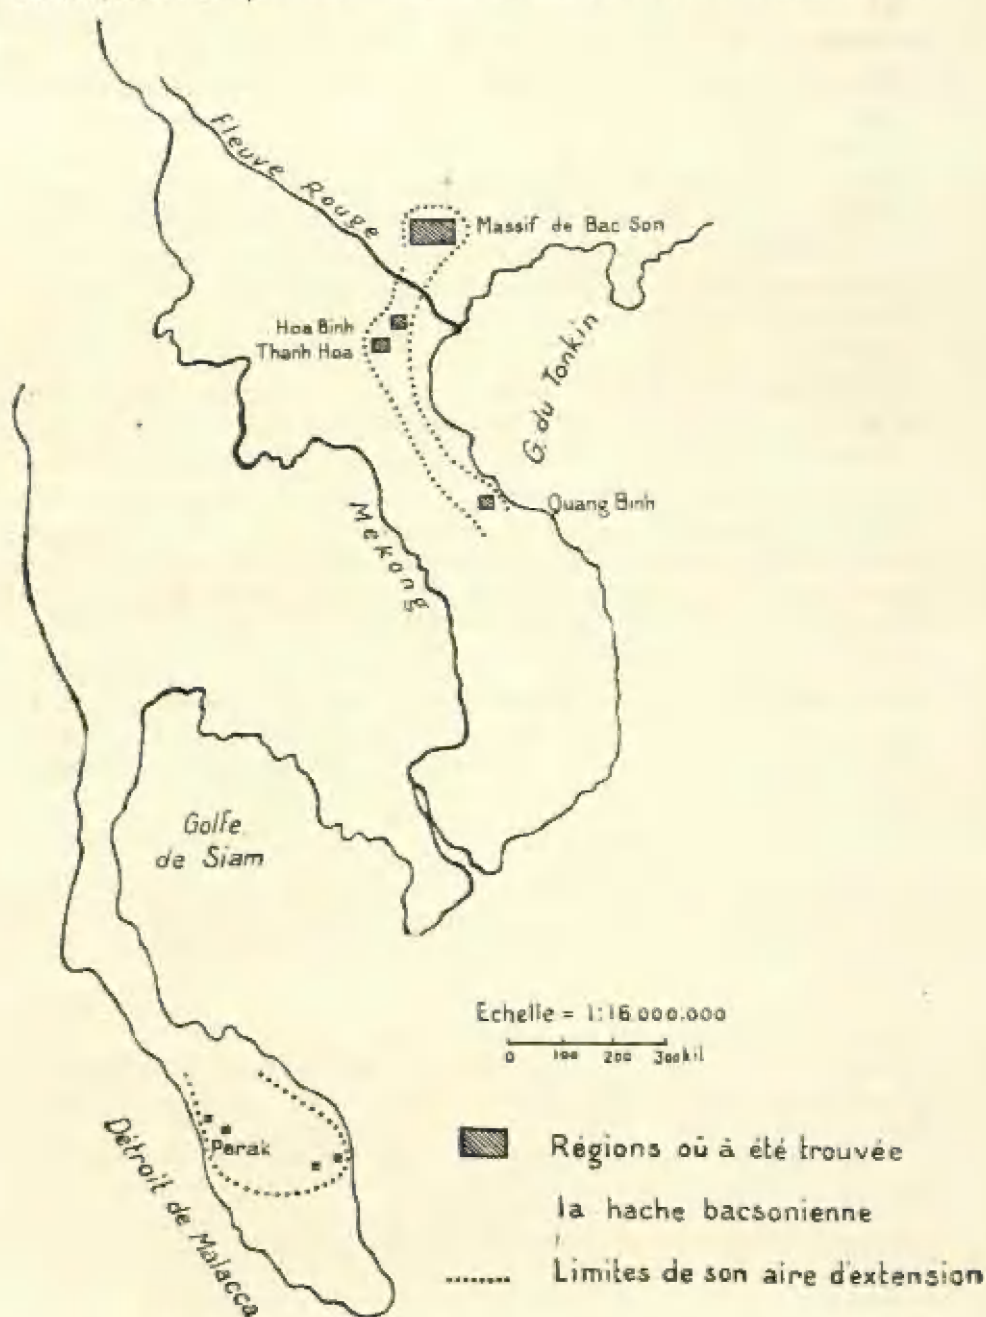 Fleuve Rouge
Massif de Bac Son
Hoa Binh
Thanh Hoa
G. du Tonkin
Quang Binh
Mékong
Golfe
de Siam
Echelle = 1:16.000.000
0 100 200 300 kil
Perak
Détroit de Malacca
Régions où à été trouvée
la hache bacsonienne
Limites de son aire d'extension